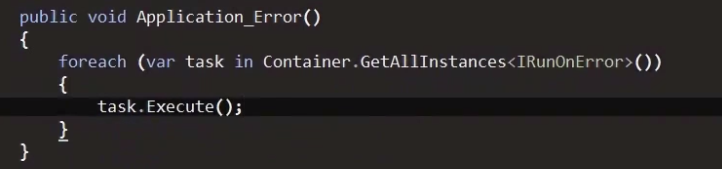 public void Application_Error()
{
    foreach (var task in Container.GetAllInstances<IRunOnError>())
    {
        task.Execute();
    }
}